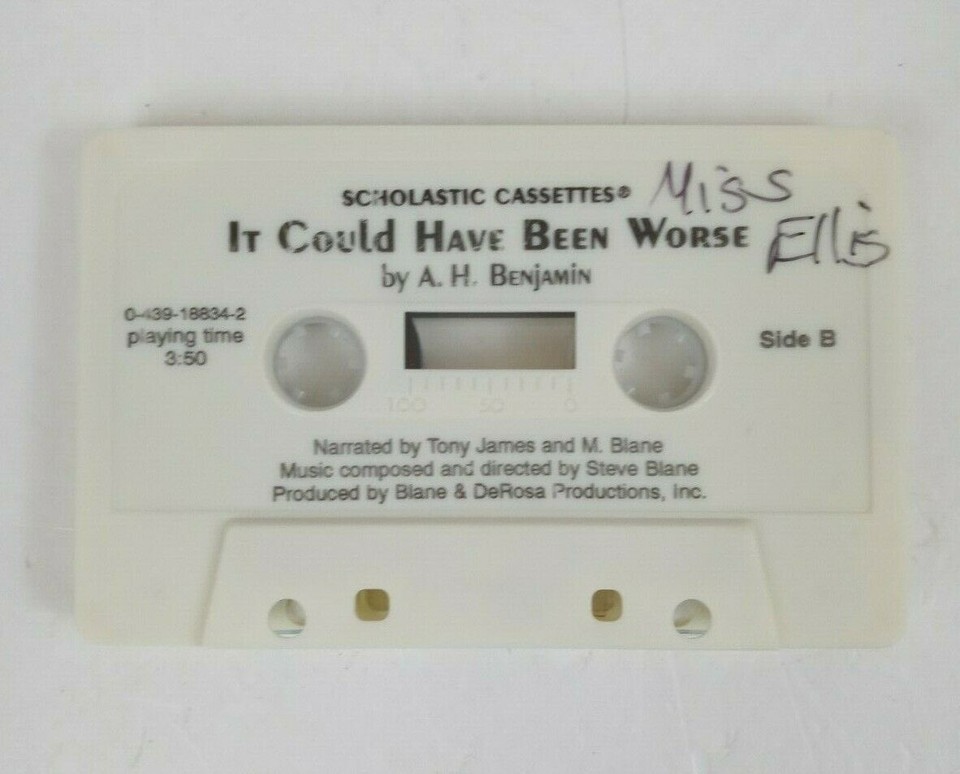 SCHOLASTIC CASSETTES®
Miss
Ellis
IT Could HAVE BEEN WORSE
by A. H. BENJAMIN
0-439-18834-2
playing time
3:50
Side B
100 50 0
Narrated by Tony James and M. Blane
Music composed and directed by Steve Blane
Produced by Blane & DeRosa Productions, Inc.